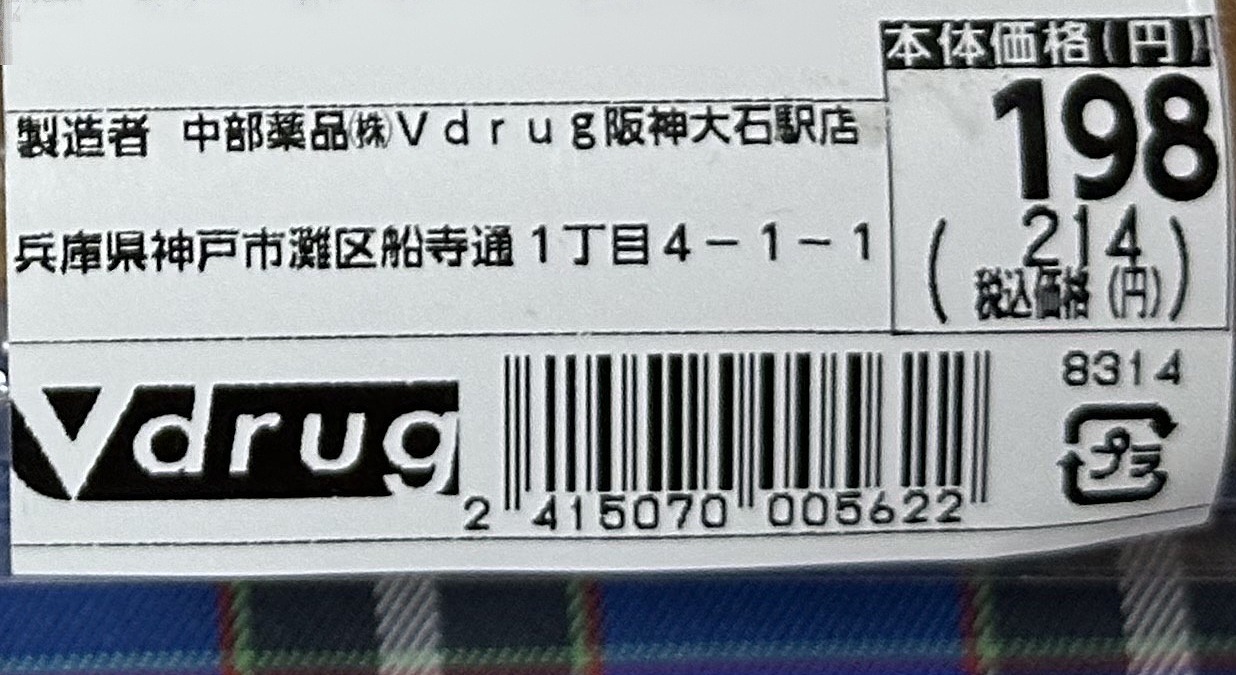 本体価格(円)
198
(214)
税込価格(円)
製造者 中部薬品㈱Vdrug阪神大石駅店
兵庫県神戸市灘区船寺通1丁目4-1-1
Vdrug
2 415070 005622
8314
プラ